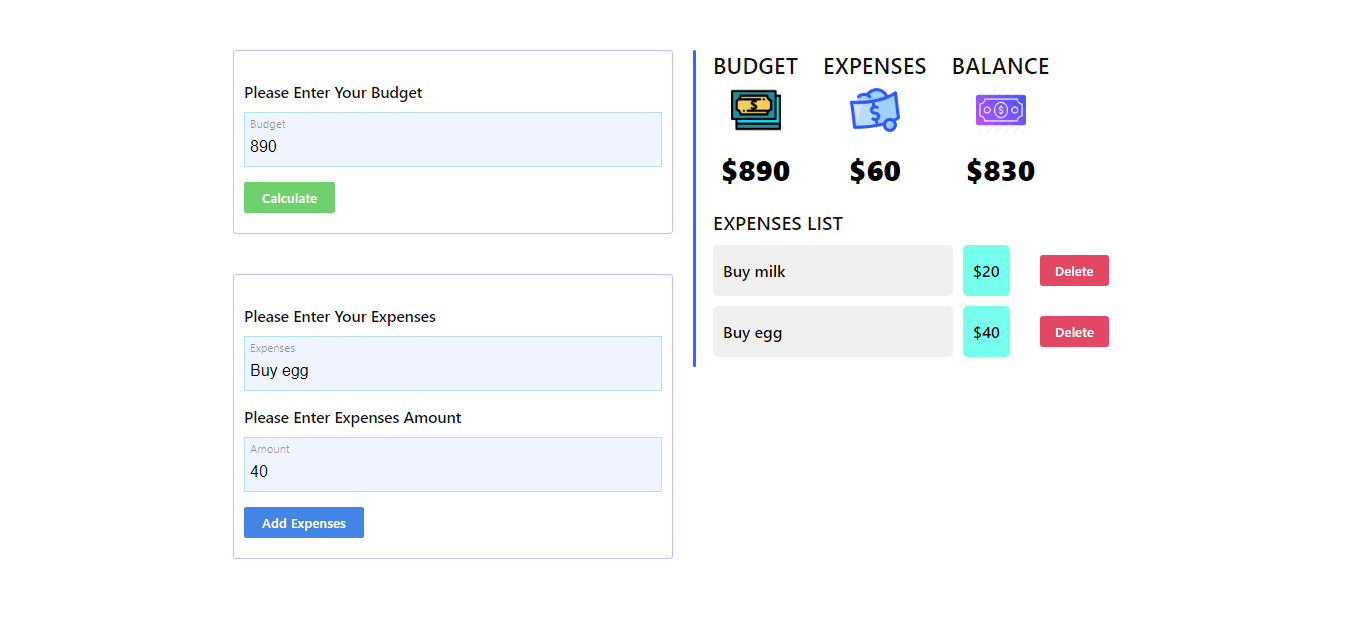 Please Enter Your Budget
Budget
890
Calculate
Please Enter Your Expenses
Expenses
Buy egg
Please Enter Expenses Amount
Amount
40
Add Expenses
BUDGET EXPENSES BALANCE
$890 $60 $830
EXPENSES LIST
Buy milk $20 Delete
Buy egg $40 Delete